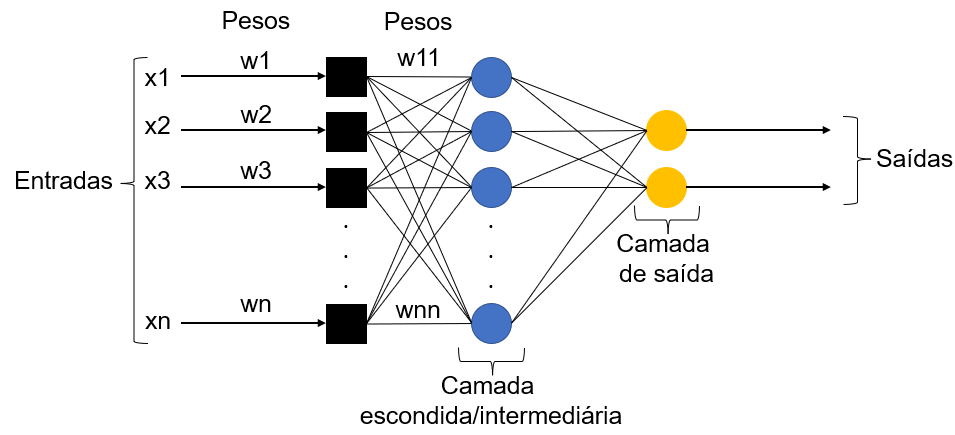 Pesos
Pesos
x1
w1
w11
x2
w2
x3
w3
Entradas
Saídas
Camada
de saída
xn
wn
wnn
Camada
escondida/intermediária